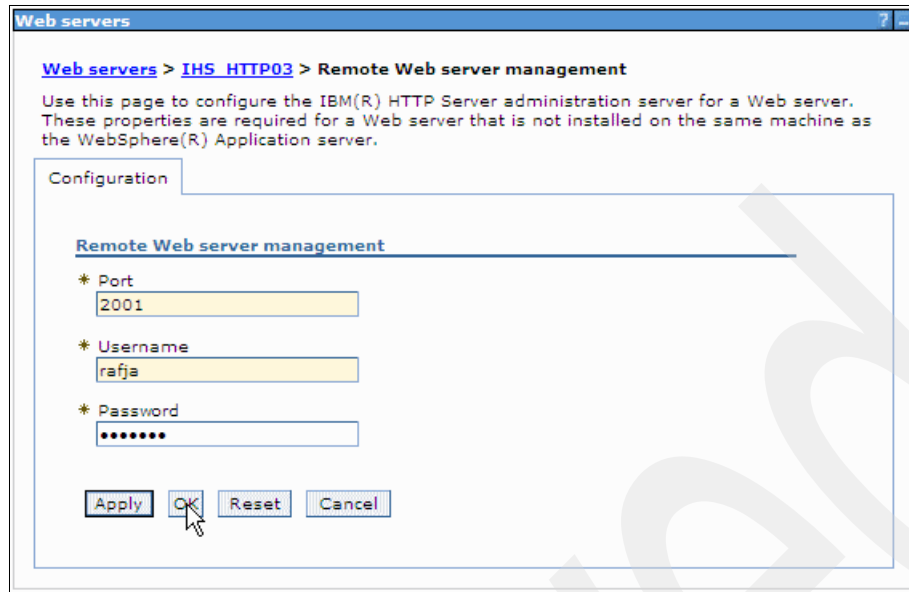 Web servers ? –
Web servers > IHS_HTTP03 > Remote Web server management
Use this page to configure the IBM(R) HTTP Server administration server for a Web server.
These properties are required for a Web server that is not installed on the same machine as
the WebSphere(R) Application server.
Configuration
Remote Web server management
* Port
2001
* Username
rafja
* Password
•••••••
Apply OK Reset Cancel